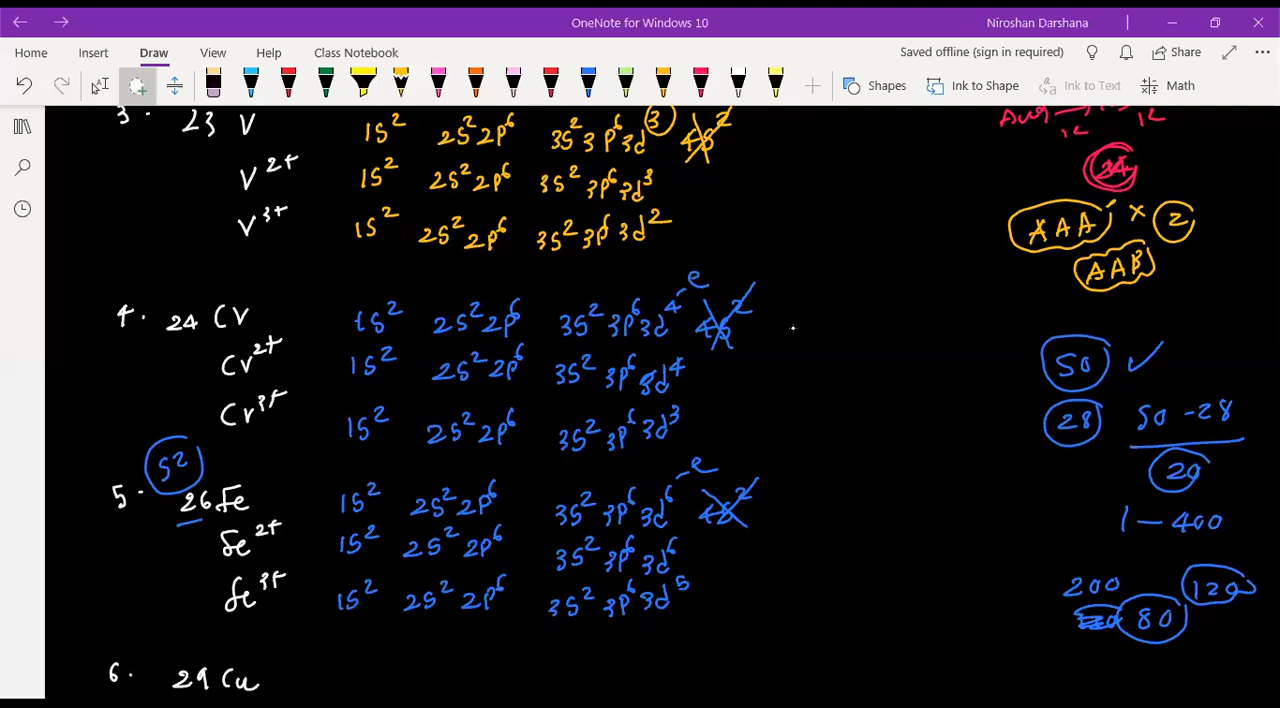 OneNote for Windows 10
Niroshan Darshana
Home Insert Draw View Help Class Notebook
Saved offline (sign in required) Share
Shapes Ink to Shape Ink to Text Math
3. 23 V 1s² 2s² 2p⁶ 3s² 3p⁶ 3d³ 4s²
V²⁺ 1s² 2s² 2p⁶ 3s² 3p⁶ 3d³
V³⁺ 1s² 2s² 2p⁶ 3s² 3p⁶ 3d²
4. 24 Cr 1s² 2s² 2p⁶ 3s² 3p⁶ 3d⁴ 4s²
e
Cr²⁺ 1s² 2s² 2p⁶ 3s² 3p⁶ 3d⁴
Cr³⁺ 1s² 2s² 2p⁶ 3s² 3p⁶ 3d³
52
5. 26 Fe 1s² 2s² 2p⁶ 3s² 3p⁶ 3d⁶ 4s²
e
Fe²⁺ 1s² 2s² 2p⁶ 3s² 3p⁶ 3d⁶
Fe³⁺ 1s² 2s² 2p⁶ 3s² 3p⁶ 3d⁵
6. 29 Cu
12 12
24
AAA × 2
AAB
50 ✓
28 50 - 28
20
1 — 400
200 120
80